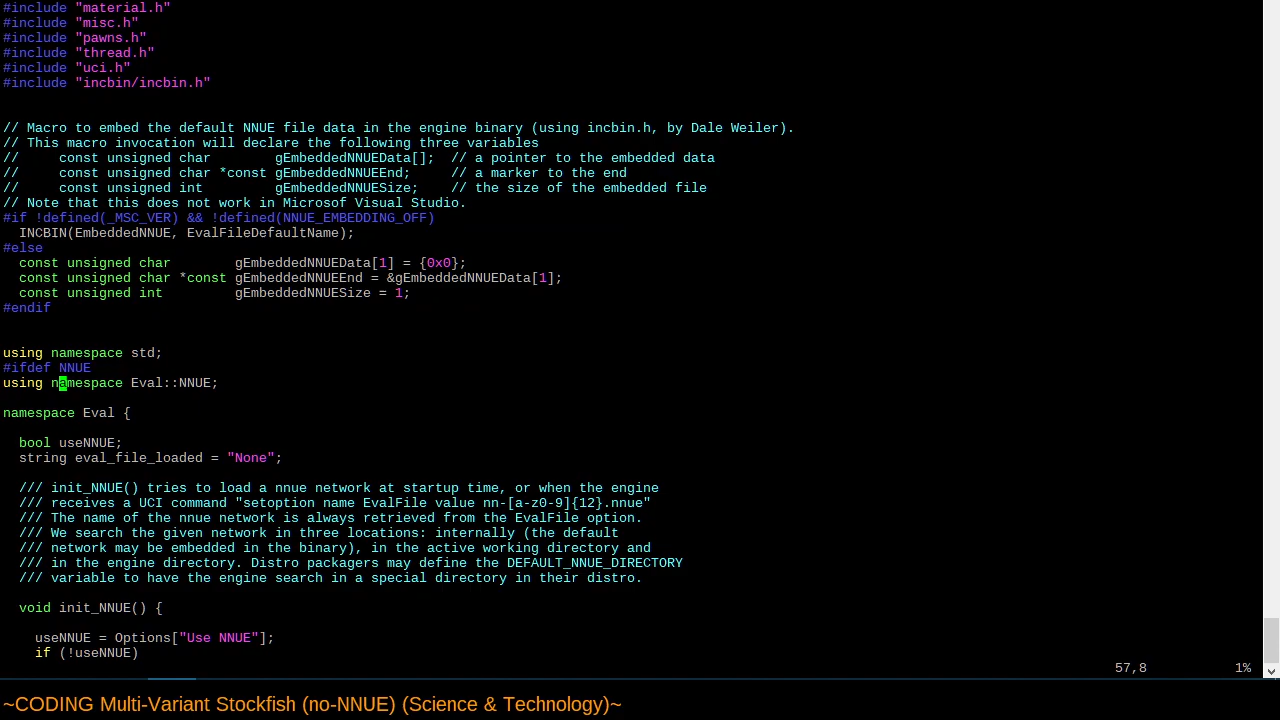 #include "material.h"
#include "misc.h"
#include "pawns.h"
#include "thread.h"
#include "uci.h"
#include "incbin/incbin.h"
// Macro to embed the default NNUE file data in the engine binary (using incbin.h, by Dale Weiler).
// This macro invocation will declare the following three variables
//     const unsigned char        gEmbeddedNNUEData[];  // a pointer to the embedded data
//     const unsigned char *const gEmbeddedNNUEEnd;     // a marker to the end
//     const unsigned int         gEmbeddedNNUESize;    // the size of the embedded file
// Note that this does not work in Microsof Visual Studio.
#if !defined(_MSC_VER) && !defined(NNUE_EMBEDDING_OFF)
  INCBIN(EmbeddedNNUE, EvalFileDefaultName);
#else
  const unsigned char        gEmbeddedNNUEData[1] = {0x0};
  const unsigned char *const gEmbeddedNNUEEnd = &gEmbeddedNNUEData[1];
  const unsigned int         gEmbeddedNNUESize = 1;
#endif
using namespace std;
#ifdef NNUE
using namespace Eval::NNUE;
namespace Eval {
  bool useNNUE;
  string eval_file_loaded = "None";
  /// init_NNUE() tries to load a nnue network at startup time, or when the engine
  /// receives a UCI command "setoption name EvalFile value nn-[a-z0-9]{12}.nnue"
  /// The name of the nnue network is always retrieved from the EvalFile option.
  /// We search the given network in three locations: internally (the default
  /// network may be embedded in the binary), in the active working directory and
  /// in the engine directory. Distro packagers may define the DEFAULT_NNUE_DIRECTORY
  /// variable to have the engine search in a special directory in their distro.
  void init_NNUE() {
    useNNUE = Options["Use NNUE"];
    if (!useNNUE)
57,8           1%
~CODING Multi-Variant Stockfish (no-NNUE) (Science & Technology)~